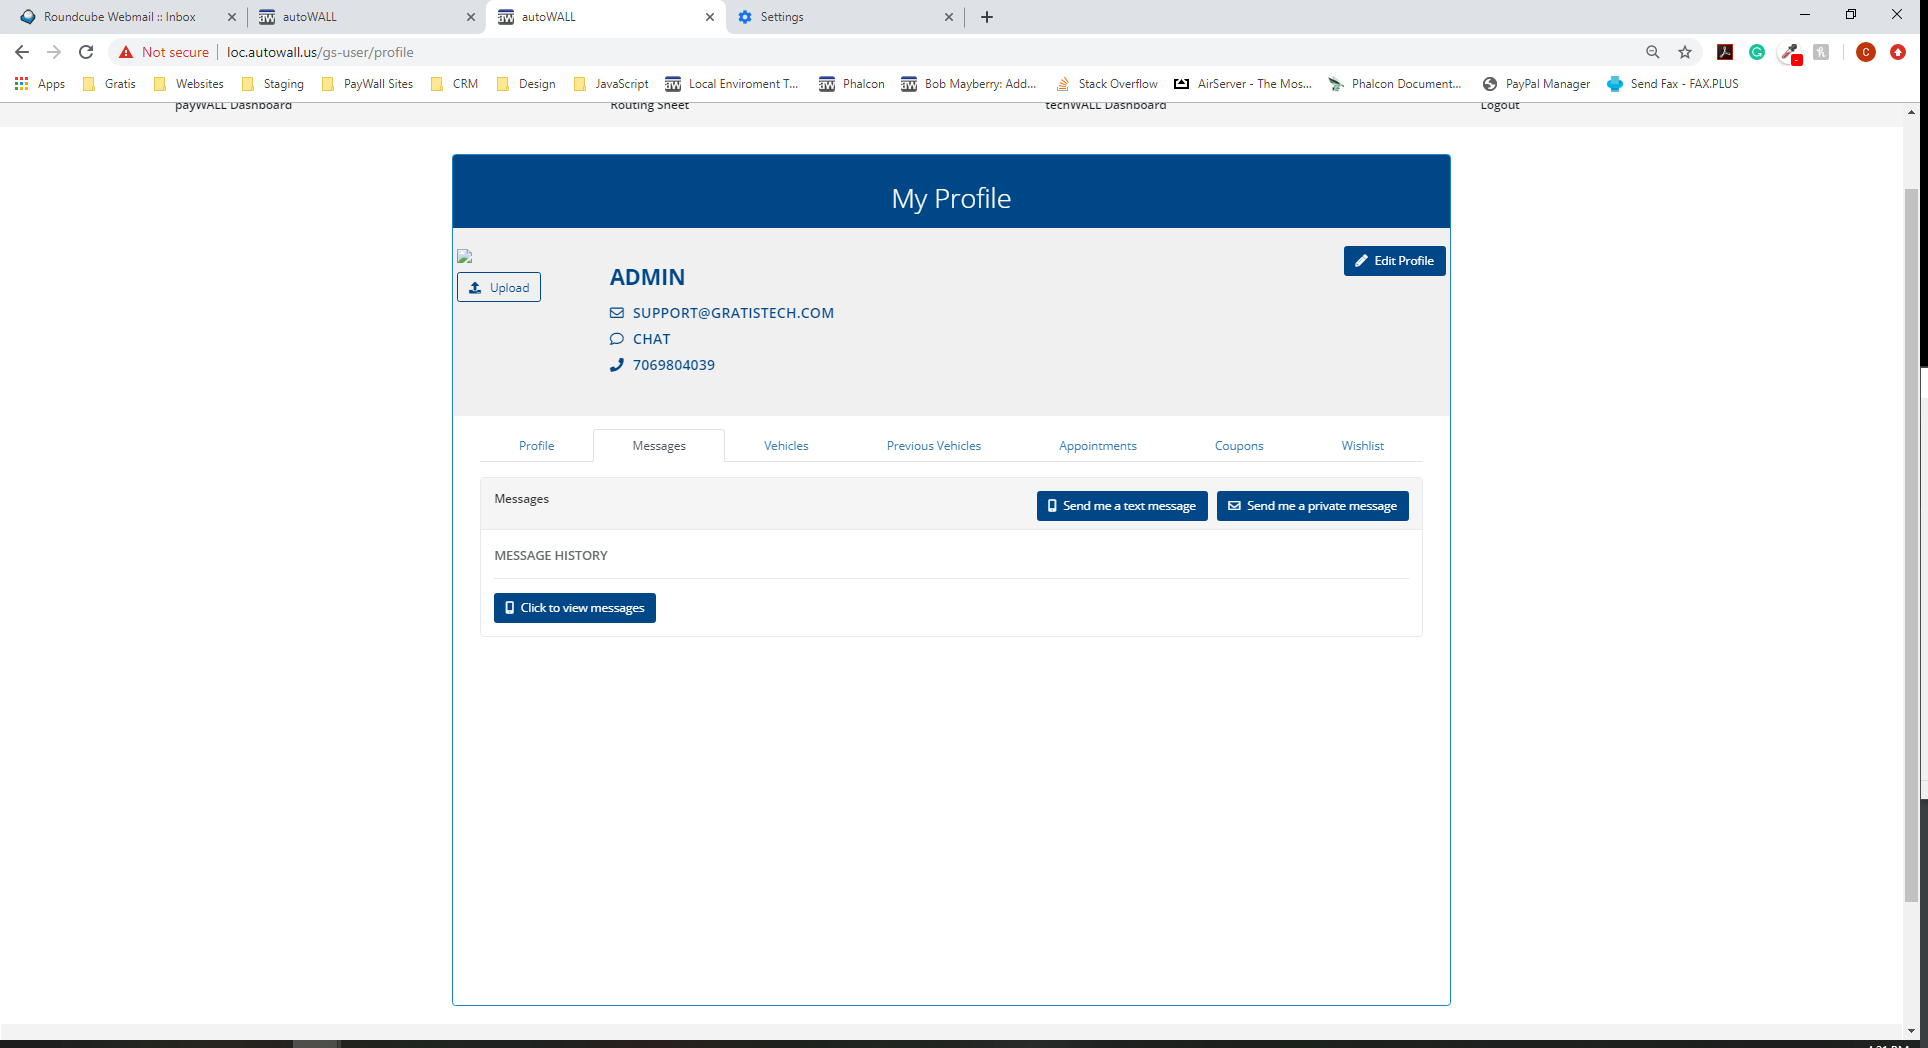 Roundcube Webmail :: Inbox
autoWALL
autoWALL
Settings
Not secure
loc.autowall.us/gs-user/profile
Apps
Gratis
Websites
Staging
PayWall Sites
CRM
Design
JavaScript
Local Enviroment T...
Phalcon
Bob Mayberry: Add...
Stack Overflow
AirServer - The Mos...
Phalcon Document...
PayPal Manager
Send Fax - FAX.PLUS
payWALL Dashboard
Routing Sheet
techWALL Dashboard
Logout
My Profile
Edit Profile
Upload
ADMIN
SUPPORT@GRATISTECH.COM
CHAT
7069804039
Profile
Messages
Vehicles
Previous Vehicles
Appointments
Coupons
Wishlist
Messages
Send me a text message
Send me a private message
MESSAGE HISTORY
Click to view messages